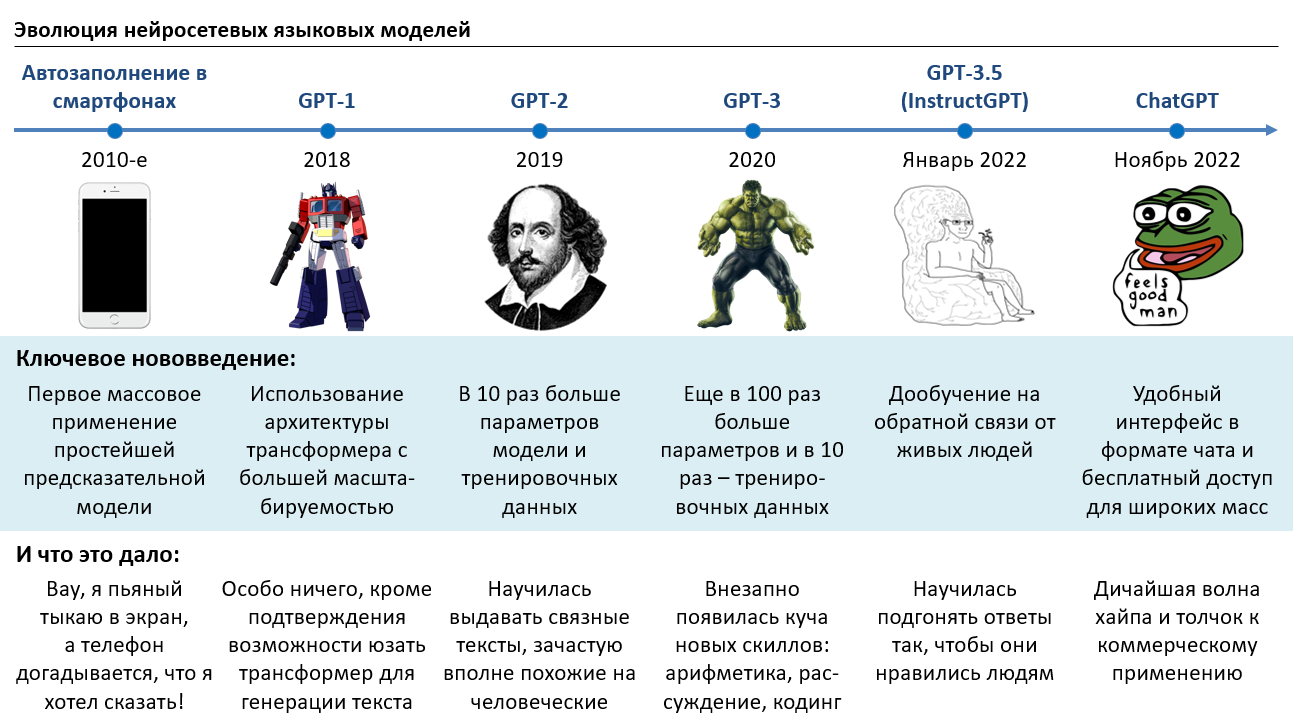 Эволюция нейросетевых языковых моделей
Автозаполнение в
смартфонах
GPT-1
GPT-2
GPT-3
GPT-3.5
(InstructGPT)
ChatGPT
2010-е
2018
2019
2020
Январь 2022
Ноябрь 2022
feels
good
man
Ключевое нововведение:
Первое массовое
применение
простейшей
предсказательной
модели
Использование
архитектуры
трансформера с
большей масшта-
бируемостью
В 10 раз больше
параметров
модели и
тренировочных
данных
Еще в 100 раз
больше
параметров и в 10
раз – трениро-
вочных данных
Дообучение на
обратной связи от
живых людей
Удобный
интерфейс в
формате чата и
бесплатный доступ
для широких масс
И что это дало:
Вау, я пьяный
тыкаю в экран,
а телефон
догадывается, что я
хотел сказать!
Особо ничего, кроме
подтверждения
возможности юзать
трансформер для
генерации текста
Научилась
выдавать связные
тексты, зачастую
вполне похожие на
человеческие
Внезапно
появилась куча
новых скиллов:
арифметика, рас-
суждение, кодинг
Научилась
подгонять ответы
так, чтобы они
нравились людям
Дичайшая волна
хайпа и толчок к
коммерческому
применению